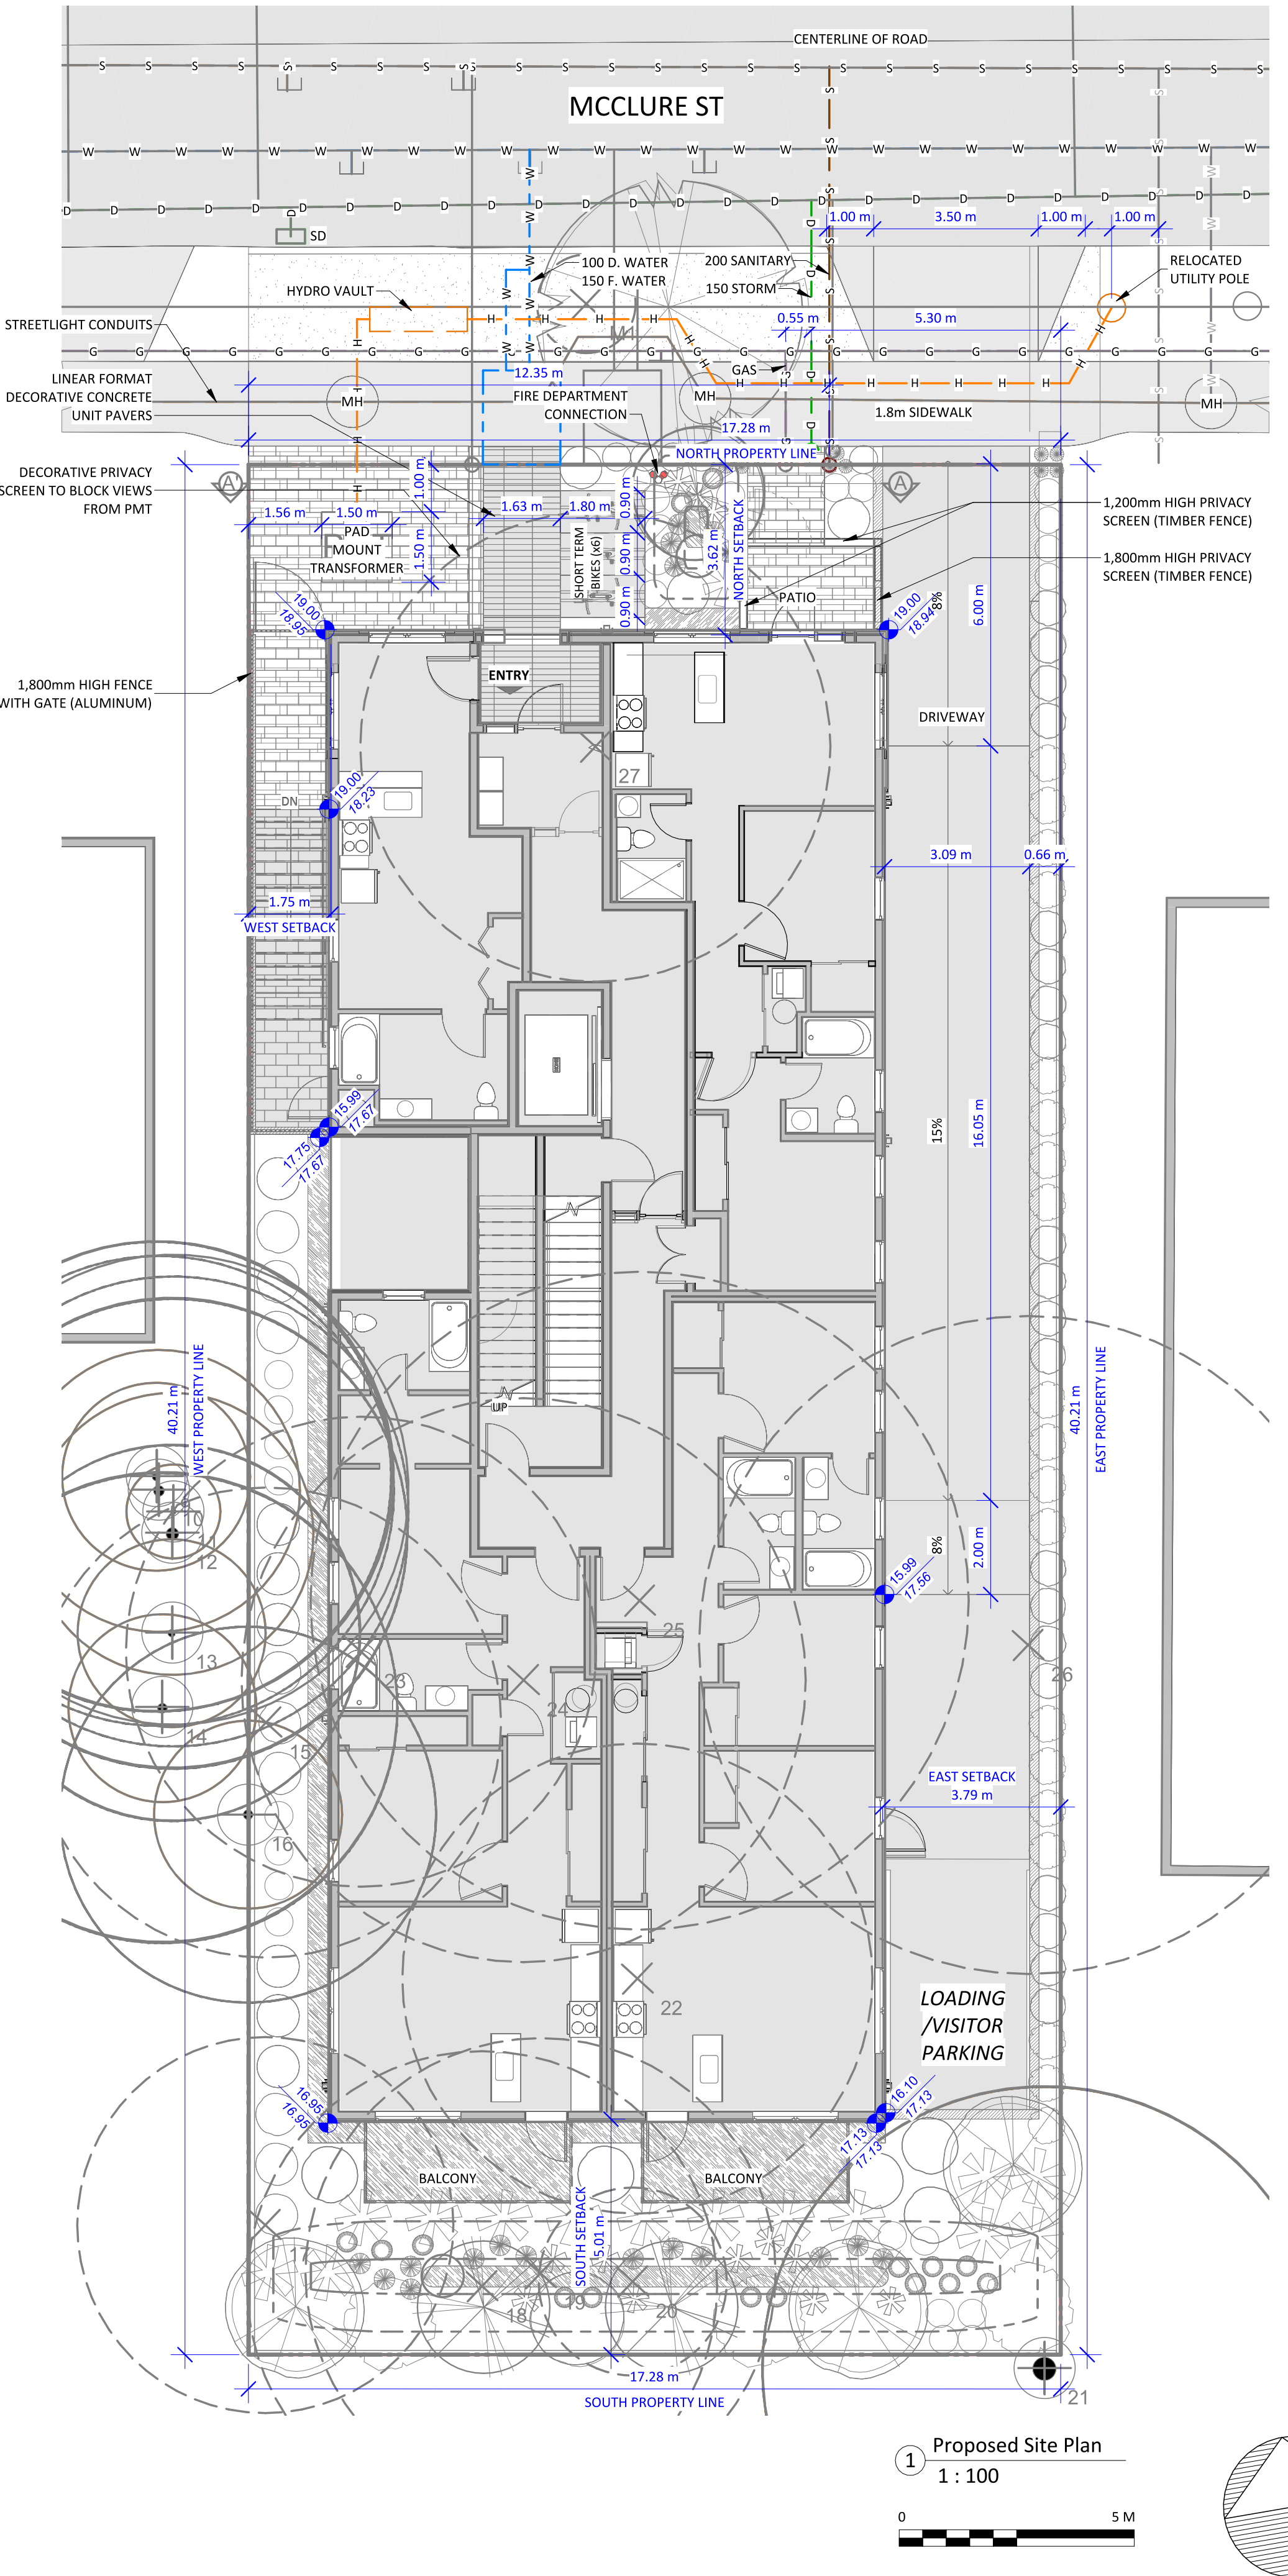 CENTERLINE OF ROAD
S S S S S S S S S S S S S S S S S S S S S S S S S S
MCCLURE ST
W W W W W W W W W W W W W W W W W W W W W W W W W W
D D D D D D D D D D D D D D D D D D D D D D D D D D
SD
1.00 m
3.50 m
1.00 m
1.00 m
100 D. WATER
150 F. WATER
200 SANITARY
150 STORM
RELOCATED
UTILITY POLE
HYDRO VAULT
STREETLIGHT CONDUITS
0.55 m
5.30 m
G G G G G G G G G G G G G G G G G G G G G G G G G G
GAS
LINEAR FORMAT
DECORATIVE CONCRETE
UNIT PAVERS
12.35 m
FIRE DEPARTMENT
CONNECTION
MH
MH
MH
1.8m SIDEWALK
17.28 m
NORTH PROPERTY LINE
DECORATIVE PRIVACY
SCREEN TO BLOCK VIEWS
FROM PMT
A'
A
1.56 m
1.50 m
1.00 m
1.50 m
1.63 m
1.80 m
0.90 m
0.90 m
0.90 m
PAD
MOUNT
TRANSFORMER
SHORT TERM
BIKES (x6)
3.62 m
NORTH SETBACK
PATIO
1,200mm HIGH PRIVACY
SCREEN (TIMBER FENCE)
1,800mm HIGH PRIVACY
SCREEN (TIMBER FENCE)
19.00
18.95
19.00
18.94
8%
6.00 m
1,800mm HIGH FENCE
WITH GATE (ALUMINUM)
ENTRY
DRIVEWAY
27
DN
19.00
18.23
3.09 m
0.66 m
1.75 m
WEST SETBACK
15.99
17.67
17.75
17.67
15%
16.05 m
40.21 m
WEST PROPERTY LINE
UP
40.21 m
EAST PROPERTY LINE
10
11
12
8%
2.00 m
15.99
17.56
13
25
26
23
24
14
15
16
EAST SETBACK
3.79 m
22
LOADING
/VISITOR
PARKING
16.95
16.95
16.10
17.13
17.13
17.13
BALCONY
BALCONY
SOUTH SETBACK
5.01 m
18
19
20
17.28 m
SOUTH PROPERTY LINE
21
1
Proposed Site Plan
1 : 100
0
5 M